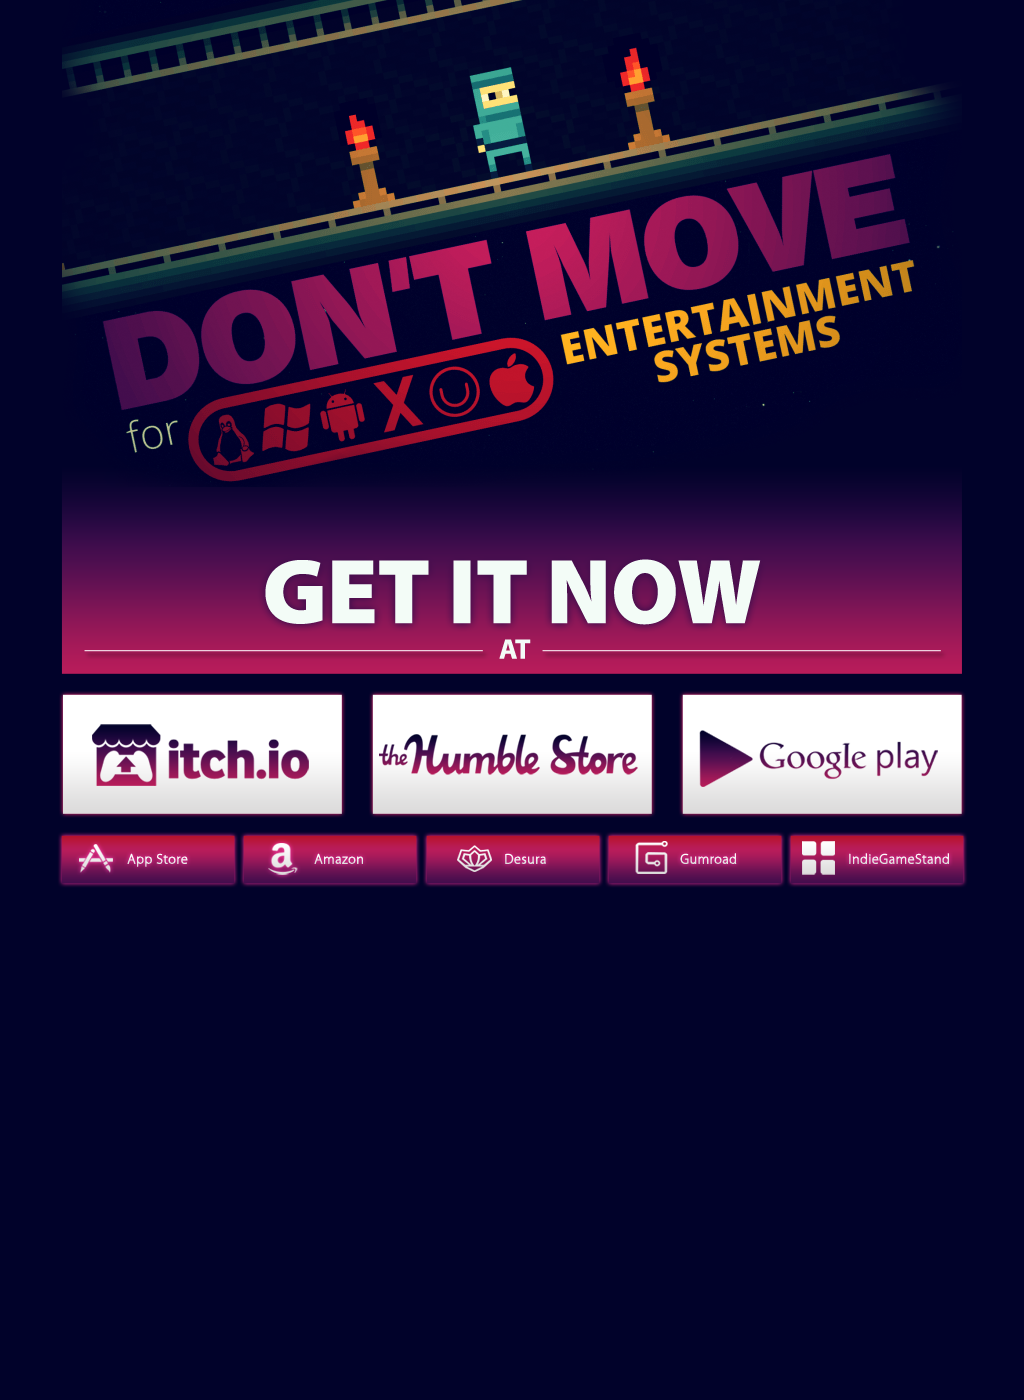 DON'T MOVE
for
ENTERTAINMENT
SYSTEMS
GET IT NOW
AT
itch.io
the Humble Store
Google play
App Store
Amazon
Desura
Gumroad
IndieGameStand